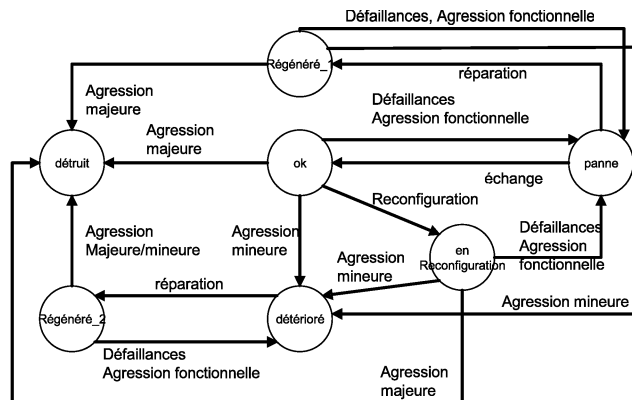 Défaillances, Agression fonctionnelle
Régénéré_1
réparation
Agression
majeure
Défaillances
Agression fonctionnelle
Agression
majeure
détruit
ok
panne
échange
Reconfiguration
Agression
Majeure/mineure
Agression
mineure
Défaillances
Agression
fonctionnelle
en
Reconfiguration
Agression
mineure
réparation
Agression mineure
Régénéré_2
détérioré
Défaillances
Agression fonctionnelle
Agression
majeure